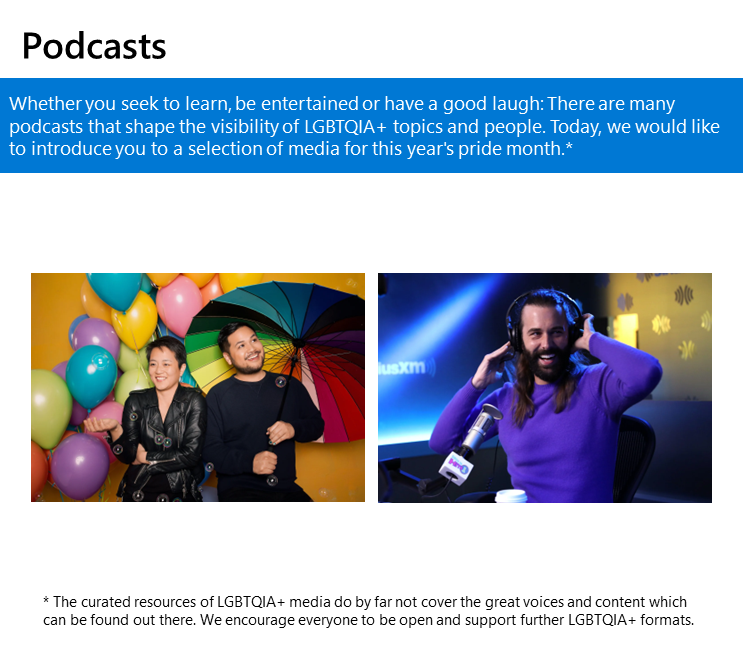 Podcasts
Whether you seek to learn, be entertained or have a good laugh: There are many
podcasts that shape the visibility of LGBTQIA+ topics and people. Today, we would like
to introduce you to a selection of media for this year's pride month.*
iusxm
* The curated resources of LGBTQIA+ media do by far not cover the great voices and content which
can be found out there. We encourage everyone to be open and support further LGBTQIA+ formats.